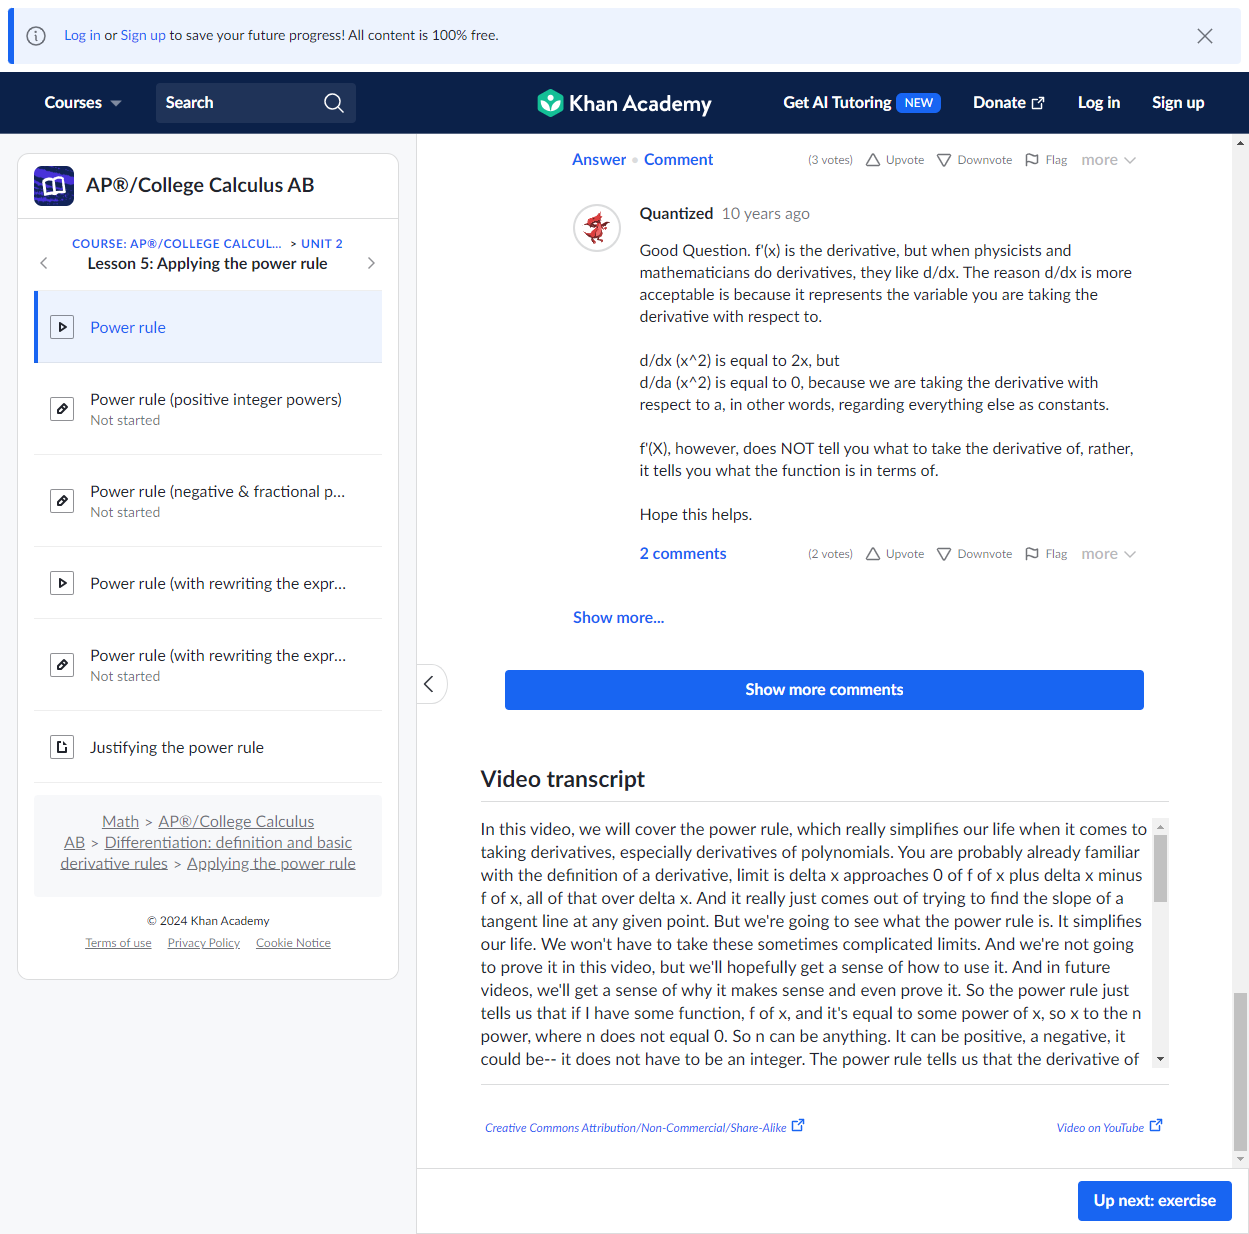 Log in or Sign up to save your future progress! All content is 100% free.
Courses
Search
Khan Academy
Get AI Tutoring NEW
Donate
Log in
Sign up
AP®/College Calculus AB
COURSE: AP®/COLLEGE CALCUL... > UNIT 2
Lesson 5: Applying the power rule
Power rule
Power rule (positive integer powers)
Not started
Power rule (negative & fractional p...
Not started
Power rule (with rewriting the expr...
Power rule (with rewriting the expr...
Not started
Justifying the power rule
Math > AP®/College Calculus
AB > Differentiation: definition and basic
derivative rules > Applying the power rule
© 2024 Khan Academy
Terms of use Privacy Policy Cookie Notice
Answer • Comment (3 votes) Upvote Downvote Flag more
Quantized 10 years ago
Good Question. f'(x) is the derivative, but when physicists and
mathematicians do derivatives, they like d/dx. The reason d/dx is more
acceptable is because it represents the variable you are taking the
derivative with respect to.
d/dx (x^2) is equal to 2x, but
d/da (x^2) is equal to 0, because we are taking the derivative with
respect to a, in other words, regarding everything else as constants.
f'(X), however, does NOT tell you what to take the derivative of, rather,
it tells you what the function is in terms of.
Hope this helps.
2 comments (2 votes) Upvote Downvote Flag more
Show more...
Show more comments
Video transcript
In this video, we will cover the power rule, which really simplifies our life when it comes to
taking derivatives, especially derivatives of polynomials. You are probably already familiar
with the definition of a derivative, limit is delta x approaches 0 of f of x plus delta x minus
f of x, all of that over delta x. And it really just comes out of trying to find the slope of a
tangent line at any given point. But we're going to see what the power rule is. It simplifies
our life. We won't have to take these sometimes complicated limits. And we're not going
to prove it in this video, but we'll hopefully get a sense of how to use it. And in future
videos, we'll get a sense of why it makes sense and even prove it. So the power rule just
tells us that if I have some function, f of x, and it's equal to some power of x, so x to the n
power, where n does not equal 0. So n can be anything. It can be positive, a negative, it
could be-- it does not have to be an integer. The power rule tells us that the derivative of
Creative Commons Attribution/Non-Commercial/Share-Alike
Video on YouTube
Up next: exercise